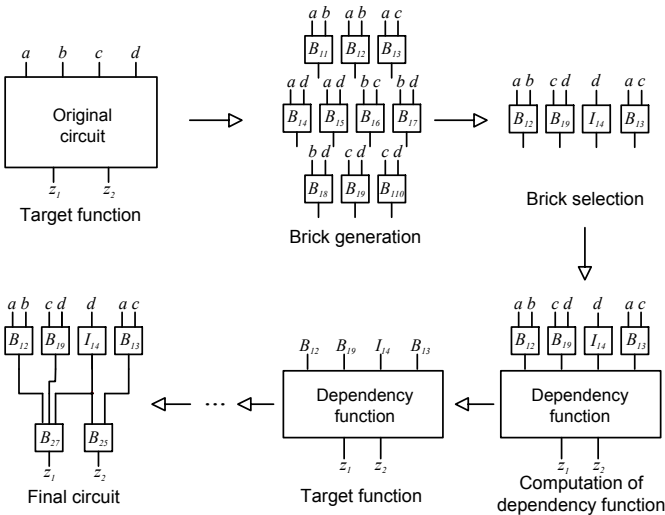 a b c d
Original
circuit
z1 z2
Target function
a b a b a c
B11 B12 B13
a d a d b c b d
B14 B15 B16 B17
b d c d c d
B18 B19 B110
Brick generation
a b c d d a c
B12 B19 I14 B13
Brick selection
a b c d d a c
B12 B19 I14 B13
Dependency
function
z1 z2
Computation of
dependency function
B12 B19 I14 B13
Dependency
function
z1 z2
Target function
...
a b c d d a c
B12 B19 I14 B13
B27 B25
z1 z2
Final circuit